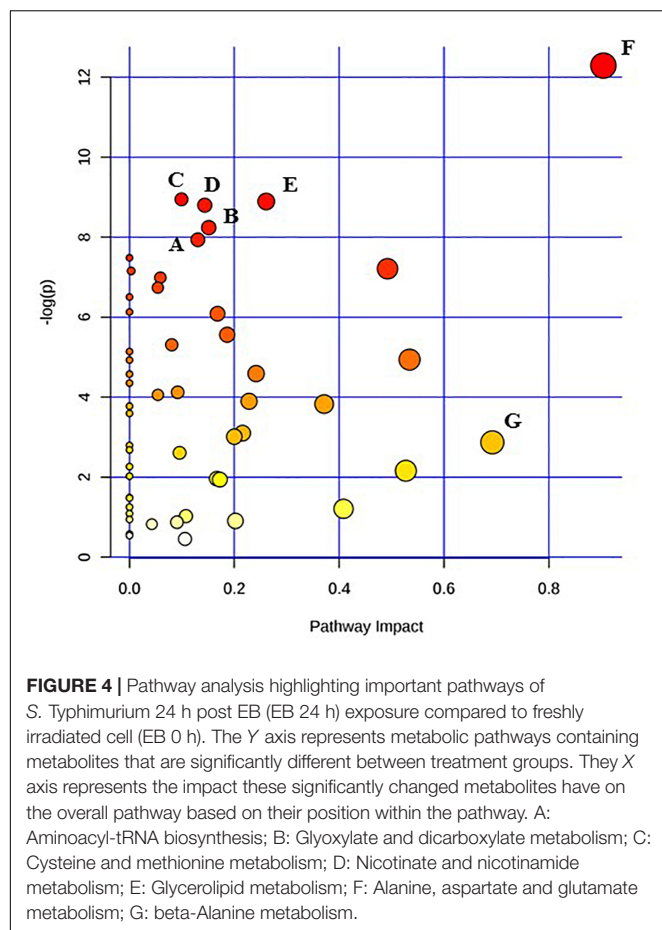 F
12
10
C
D
E
8
B
A
6
-log(p)
4
G
2
0
0.0 0.2 0.4 0.6 0.8
Pathway Impact
FIGURE 4 | Pathway analysis highlighting important pathways of
S. Typhimurium 24 h post EB (EB 24 h) exposure compared to freshly
irradiated cell (EB 0 h). The Y axis represents metabolic pathways containing
metabolites that are significantly different between treatment groups. They X
axis represents the impact these significantly changed metabolites have on
the overall pathway based on their position within the pathway. A:
Aminoacyl-tRNA biosynthesis; B: Glyoxylate and dicarboxylate metabolism; C:
Cysteine and methionine metabolism; D: Nicotinate and nicotinamide
metabolism; E: Glycerolipid metabolism; F: Alanine, aspartate and glutamate
metabolism; G: beta-Alanine metabolism.